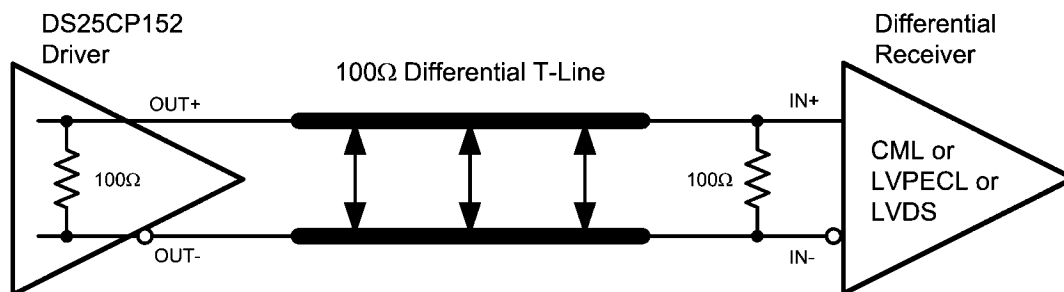 DS25CP152
Driver
Differential
Receiver
100Ω Differential T-Line
OUT+
IN+
100Ω
100Ω
CML or
LVPECL or
LVDS
OUT-
IN-